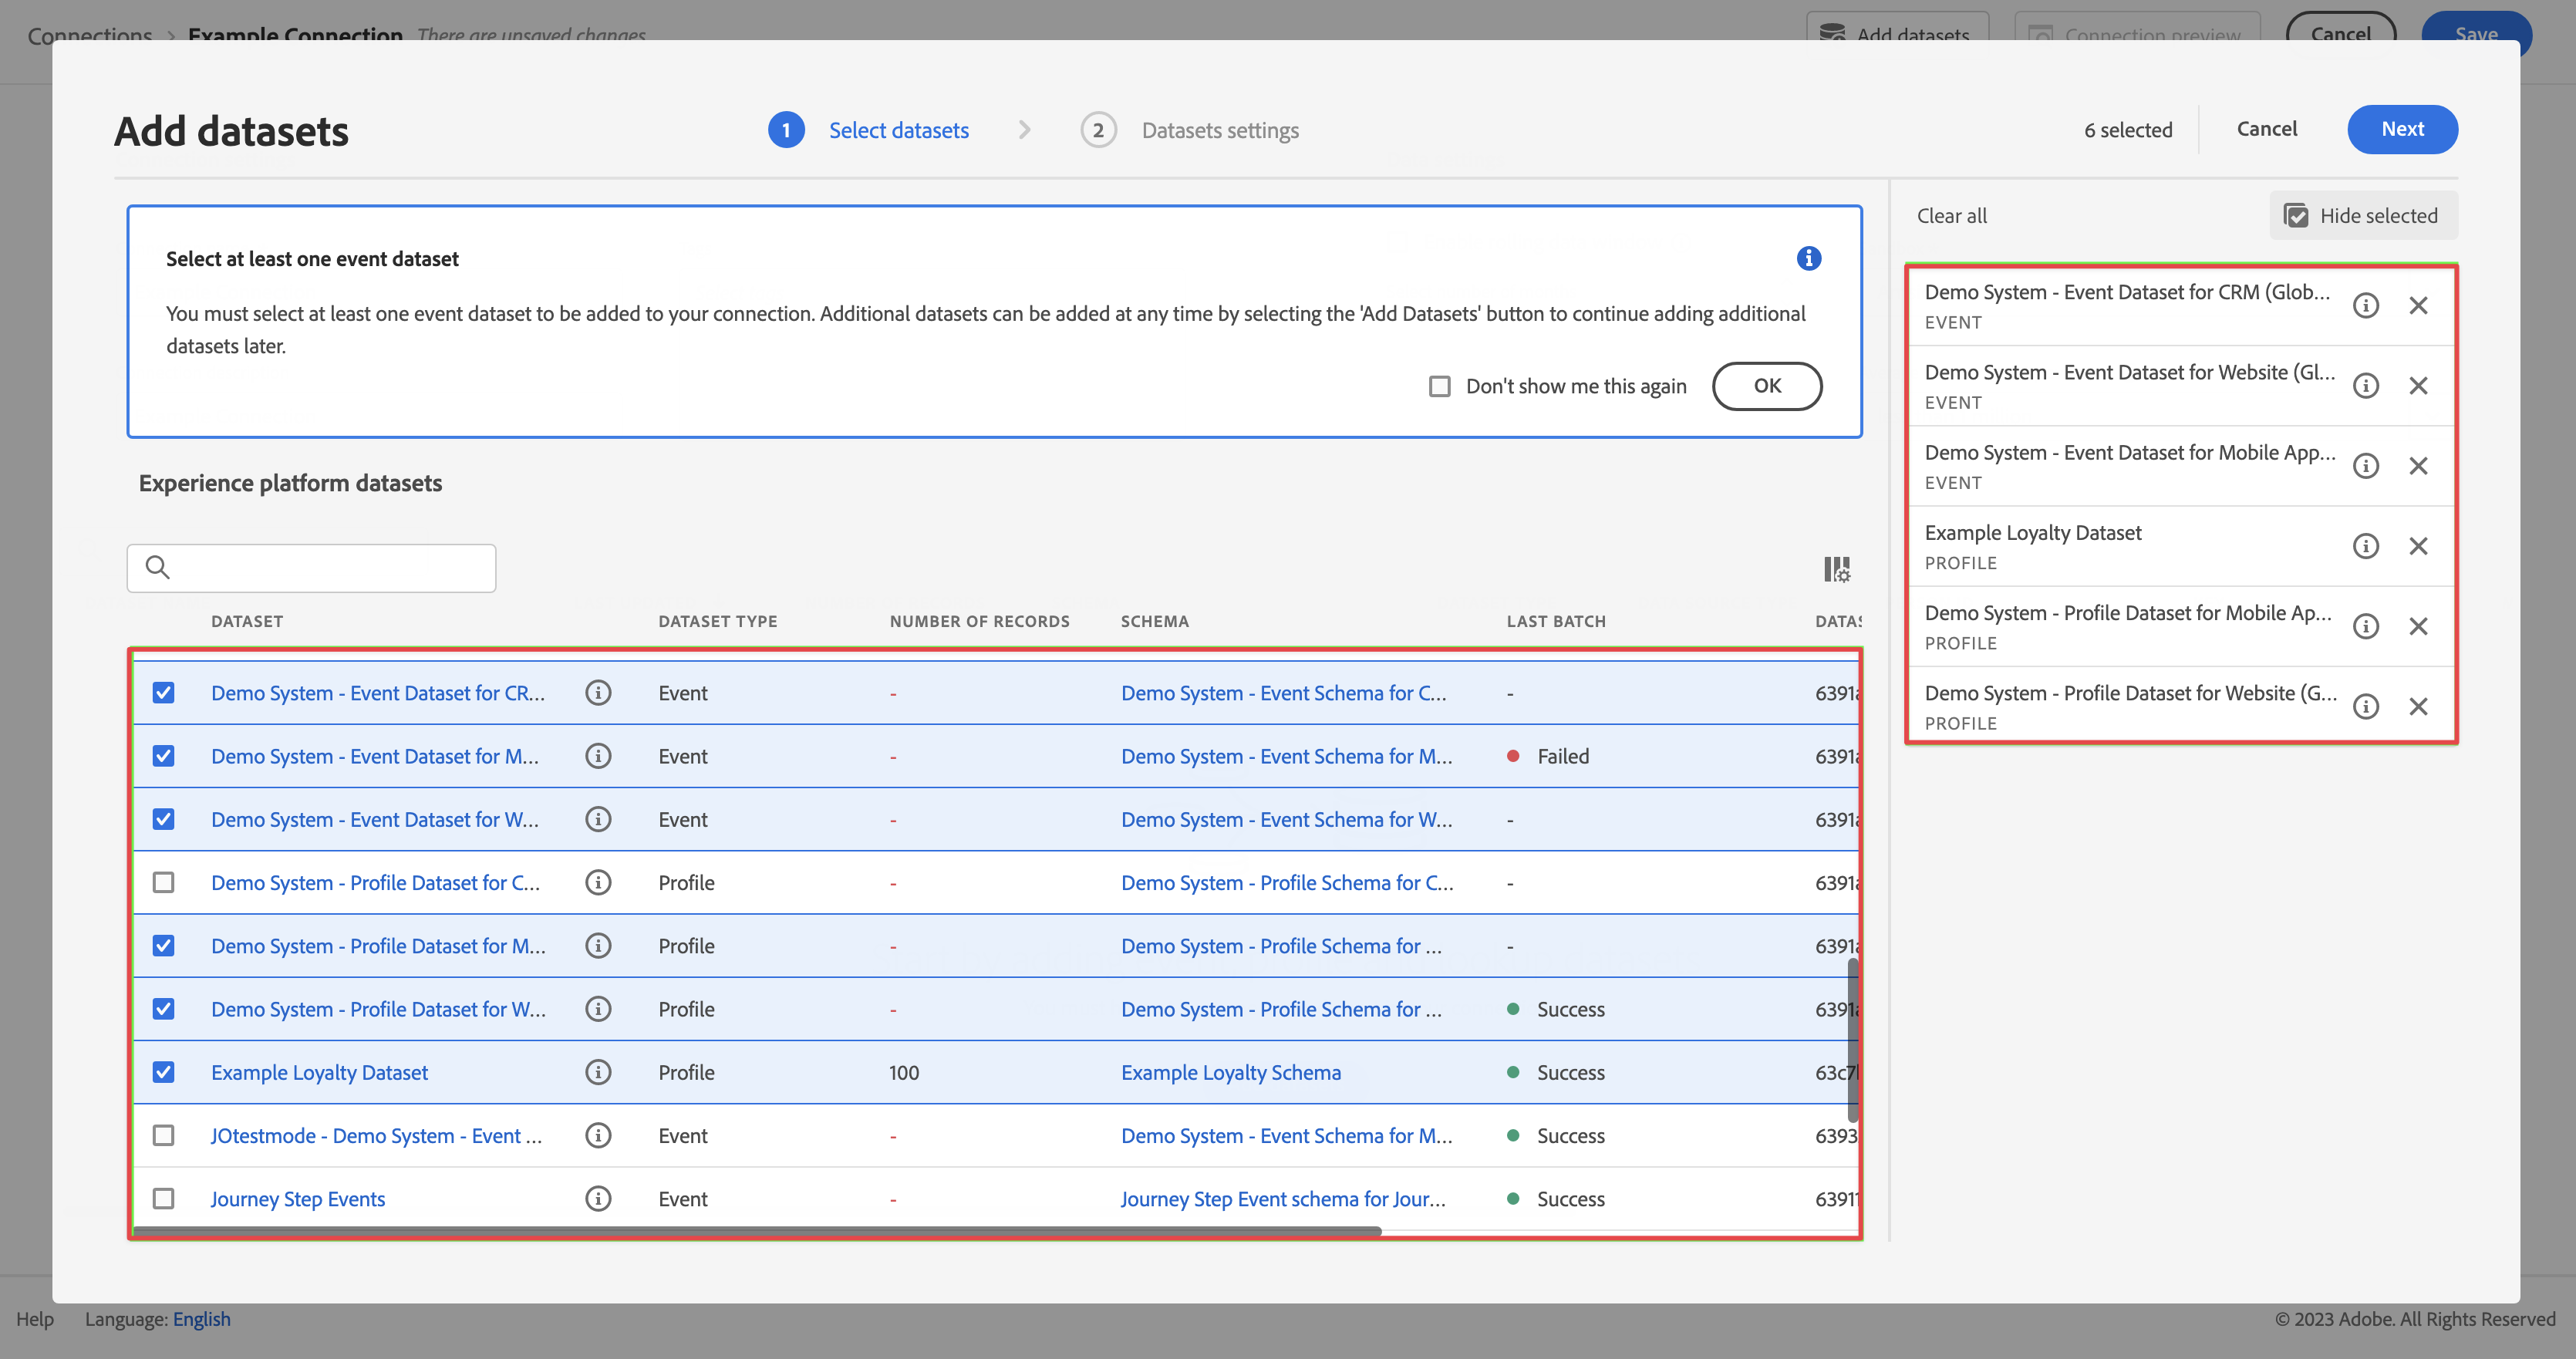 Connections > Example Connection There are unsaved changes
Add datasets
Connection preview
Cancel
Save
Add datasets
1 Select datasets
2 Datasets settings
6 selected
Cancel
Next
Select at least one event dataset
You must select at least one event dataset to be added to your connection. Additional datasets can be added at any time by selecting the 'Add Datasets' button to continue adding additional
datasets later.
Don't show me this again
OK
Experience platform datasets
DATASET DATASET TYPE NUMBER OF RECORDS SCHEMA LAST BATCH DATAS
Demo System - Event Dataset for CR... Event - Demo System - Event Schema for C... - 6391a
Demo System - Event Dataset for M... Event - Demo System - Event Schema for M... Failed 6391a
Demo System - Event Dataset for W... Event - Demo System - Event Schema for W... - 6391a
Demo System - Profile Dataset for C... Profile - Demo System - Profile Schema for C... - 6391a
Demo System - Profile Dataset for M... Profile - Demo System - Profile Schema for ... - 6391a
Demo System - Profile Dataset for W... Profile - Demo System - Profile Schema for ... Success 6391a
Example Loyalty Dataset Profile 100 Example Loyalty Schema Success 63c7
JOtestmode - Demo System - Event ... Event - Demo System - Event Schema for M... Success 6393
Journey Step Events Event - Journey Step Event schema for Jour... Success 63911
Clear all
Hide selected
Demo System - Event Dataset for CRM (Glob...
EVENT
Demo System - Event Dataset for Website (Gl...
EVENT
Demo System - Event Dataset for Mobile App...
EVENT
Example Loyalty Dataset
PROFILE
Demo System - Profile Dataset for Mobile Ap...
PROFILE
Demo System - Profile Dataset for Website (G...
PROFILE
Help
Language: English
© 2023 Adobe. All Rights Reserved